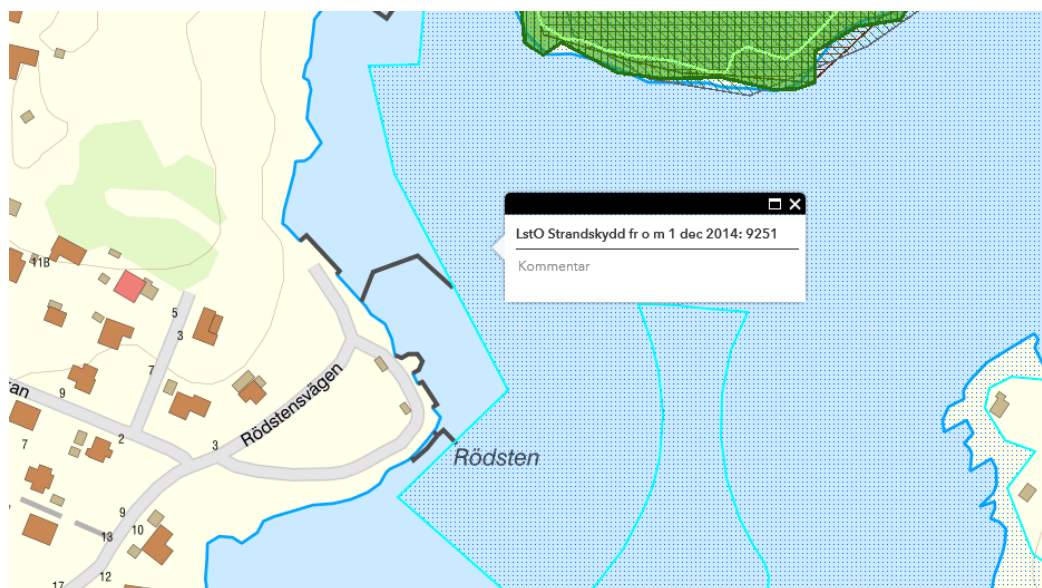 LstO Strandskydd fr o m 1 dec 2014: 9251
Kommentar
11B
5
3
7
9
2
3
7
Rödstensvägen
Rödsten
9
10
13
12
17